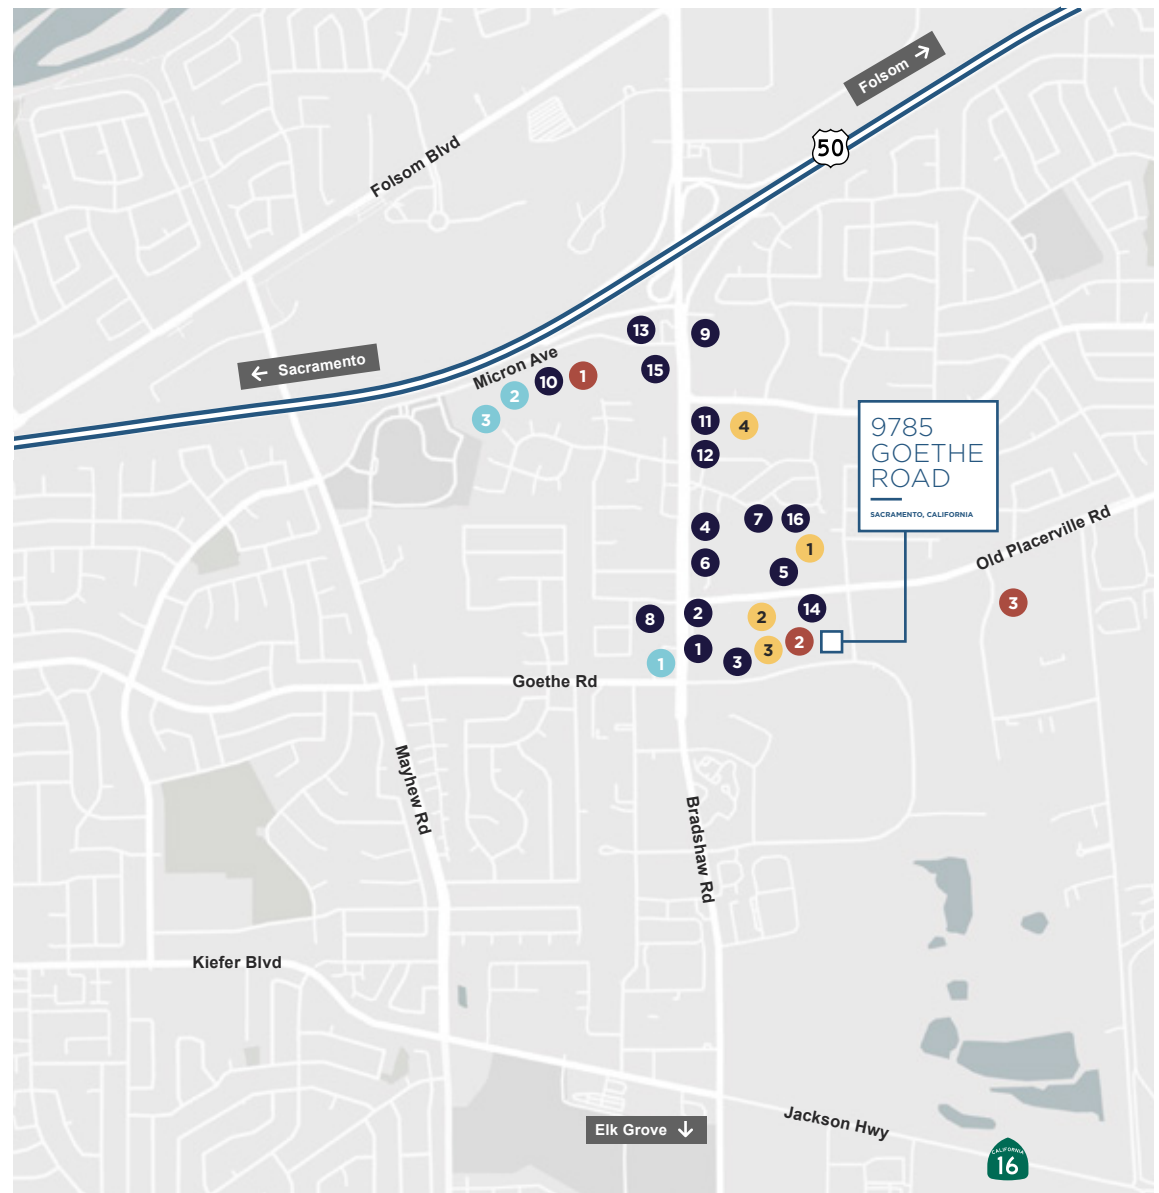 Folsom →
50
Folsom Blvd
13
9
← Sacramento
Micron Ave
15
10
1
2
3
11
4
12
9785
GOETHE
ROAD
SACRAMENTO, CALIFORNIA
7
16
4
1
6
5
Old Placerville Rd
3
8
2
2
14
1
3
3
2
1
Goethe Rd
Mayhew Rd
Bradshaw Rd
Kiefer Blvd
Elk Grove ↓
Jackson Hwy
CALIFORNIA
16